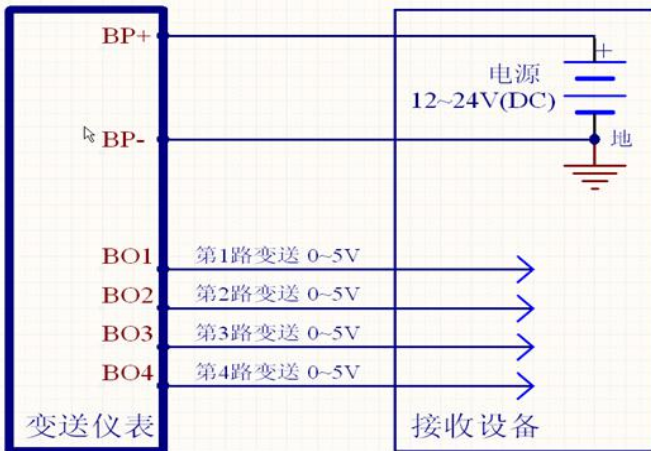 BP+
+
电源
12~24V(DC)
BP-
地
BO1 第1路变送 0~5V
BO2 第2路变送 0~5V
BO3 第3路变送 0~5V
BO4 第4路变送 0~5V
变送仪表
接收设备